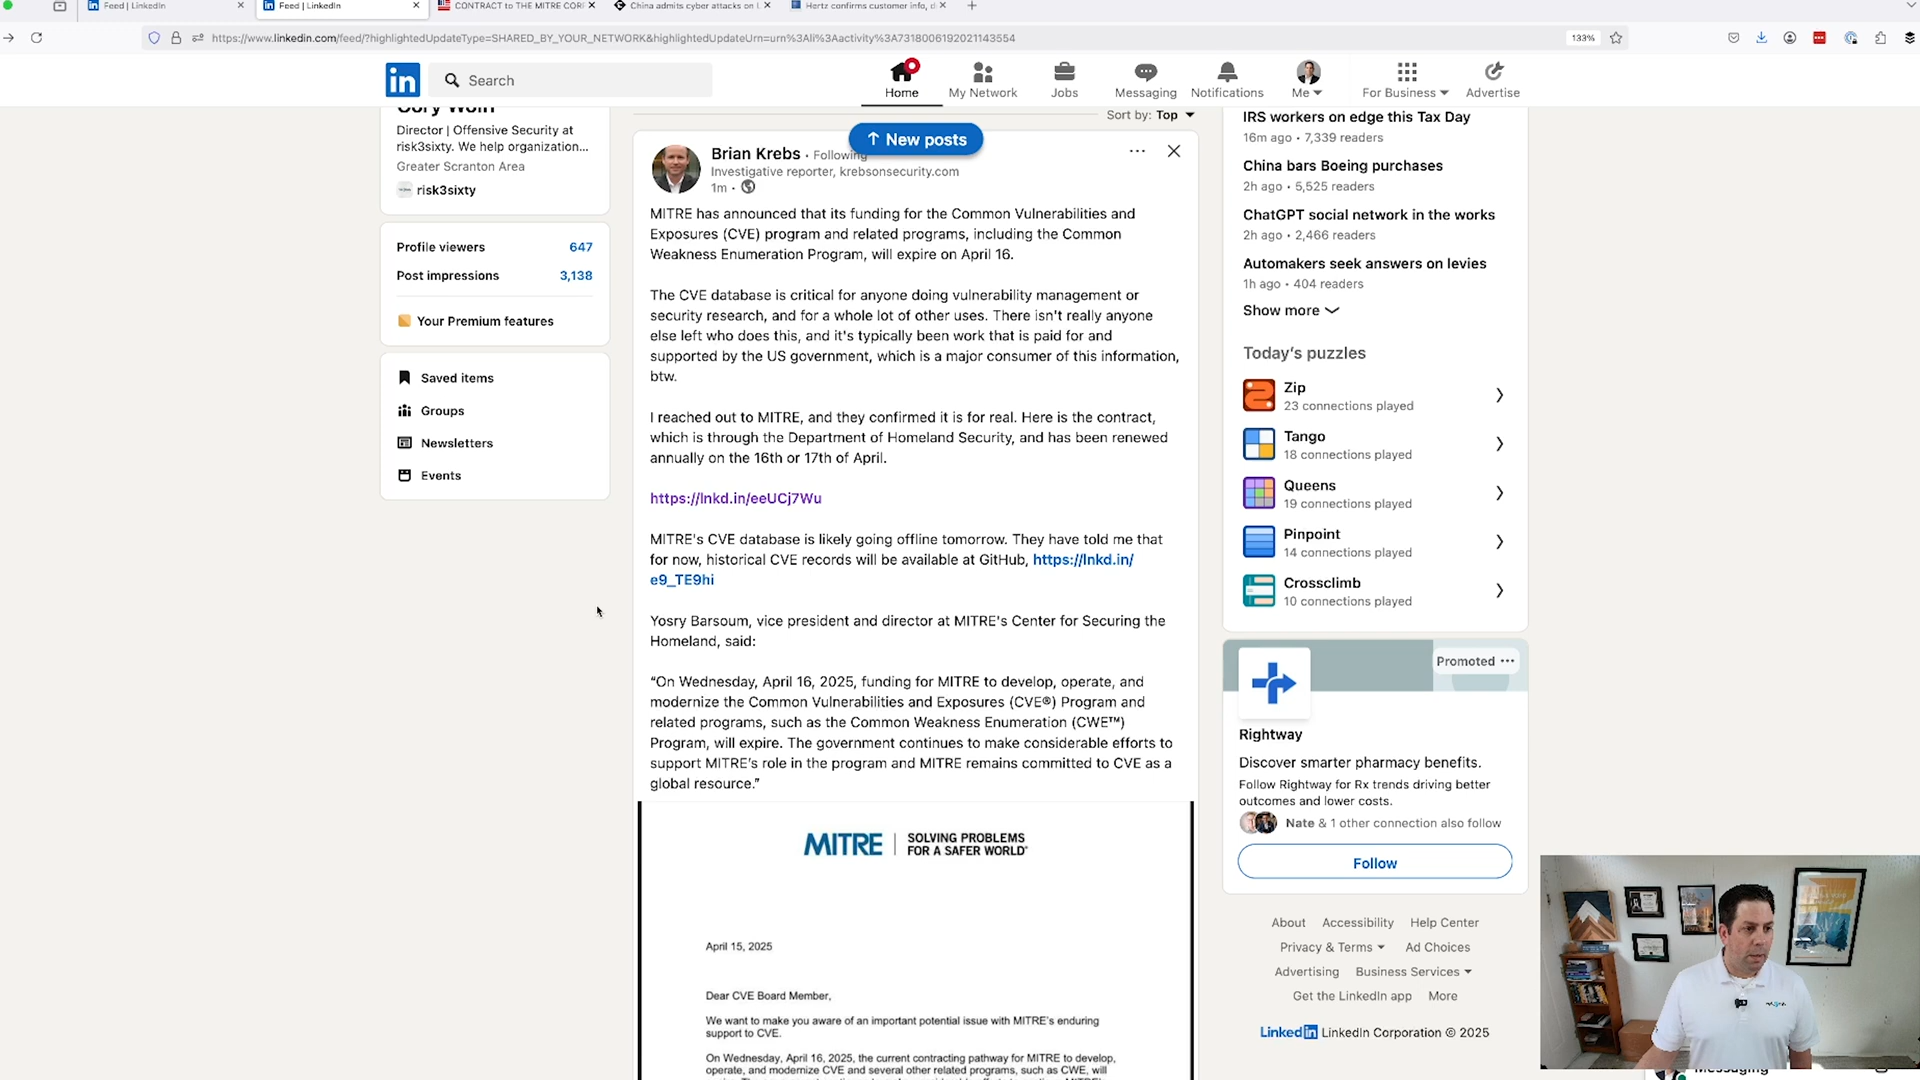 Feed | LinkedIn
Feed | LinkedIn
CONTRACT to THE MITRE COR
China admits cyber attacks on
Hertz confirms customer info, d
https://www.linkedin.com/feed/?highlightedUpdateType=SHARED_BY_YOUR_NETWORK&highlightedUpdateUrn=urn%3Ali%3Aactivity%3A7318006192021143554
133%
in
Search
Home
My Network
Jobs
Messaging
Notifications
Me
For Business
Advertise
Director | Offensive Security at
risk3sixty. We help organization...
Greater Scranton Area
risk3sixty
Profile viewers 647
Post impressions 3,138
Your Premium features
Saved items
Groups
Newsletters
Events
Sort by: Top
New posts
Brian Krebs • Following
Investigative reporter, krebsonsecurity.com
1m •
MITRE has announced that its funding for the Common Vulnerabilities and
Exposures (CVE) program and related programs, including the Common
Weakness Enumeration Program, will expire on April 16.
The CVE database is critical for anyone doing vulnerability management or
security research, and for a whole lot of other uses. There isn't really anyone
else left who does this, and it's typically been work that is paid for and
supported by the US government, which is a major consumer of this information,
btw.
I reached out to MITRE, and they confirmed it is for real. Here is the contract,
which is through the Department of Homeland Security, and has been renewed
annually on the 16th or 17th of April.
https://lnkd.in/eeUCj7Wu
MITRE's CVE database is likely going offline tomorrow. They have told me that
for now, historical CVE records will be available at GitHub, https://lnkd.in/
e9_TE9hi
Yosry Barsoum, vice president and director at MITRE's Center for Securing the
Homeland, said:
“On Wednesday, April 16, 2025, funding for MITRE to develop, operate, and
modernize the Common Vulnerabilities and Exposures (CVE®) Program and
related programs, such as the Common Weakness Enumeration (CWE™)
Program, will expire. The government continues to make considerable efforts to
support MITRE’s role in the program and MITRE remains committed to CVE as a
global resource.”
MITRE | SOLVING PROBLEMS
FOR A SAFER WORLD®
April 15, 2025
Dear CVE Board Member,
We want to make you aware of an important potential issue with MITRE's enduring
support to CVE.
On Wednesday, April 16, 2025, the current contracting pathway for MITRE to develop,
operate, and modernize CVE and several other related programs, such as CWE, will
IRS workers on edge this Tax Day
16m ago • 7,339 readers
China bars Boeing purchases
2h ago • 5,525 readers
ChatGPT social network in the works
2h ago • 2,466 readers
Automakers seek answers on levies
1h ago • 404 readers
Show more
Today's puzzles
Zip
23 connections played
Tango
18 connections played
Queens
19 connections played
Pinpoint
14 connections played
Crossclimb
10 connections played
Promoted
Rightway
Discover smarter pharmacy benefits.
Follow Rightway for Rx trends driving better
outcomes and lower costs.
Nate & 1 other connection also follow
Follow
About Accessibility Help Center
Privacy & Terms Ad Choices
Advertising Business Services
Get the LinkedIn app More
LinkedIn LinkedIn Corporation © 2025
Messaging